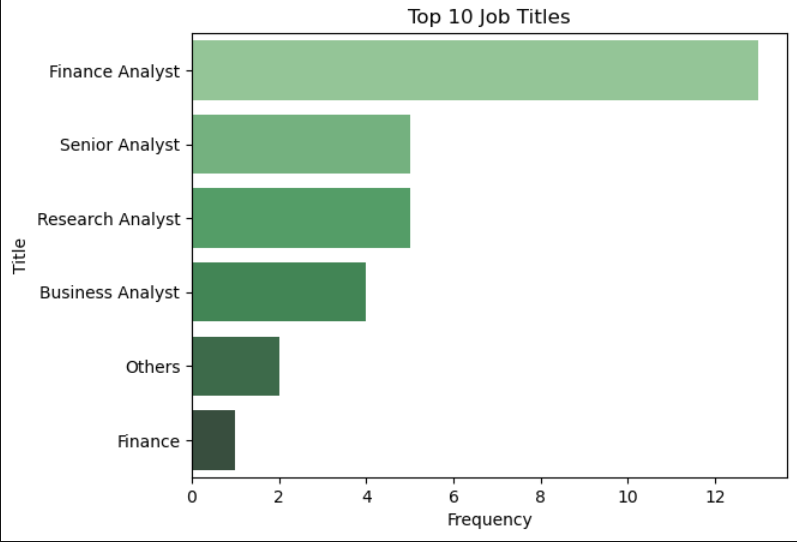 Top 10 Job Titles
Finance Analyst
Senior Analyst
Research Analyst
Business Analyst
Others
Finance
Title
0 2 4 6 8 10 12
Frequency